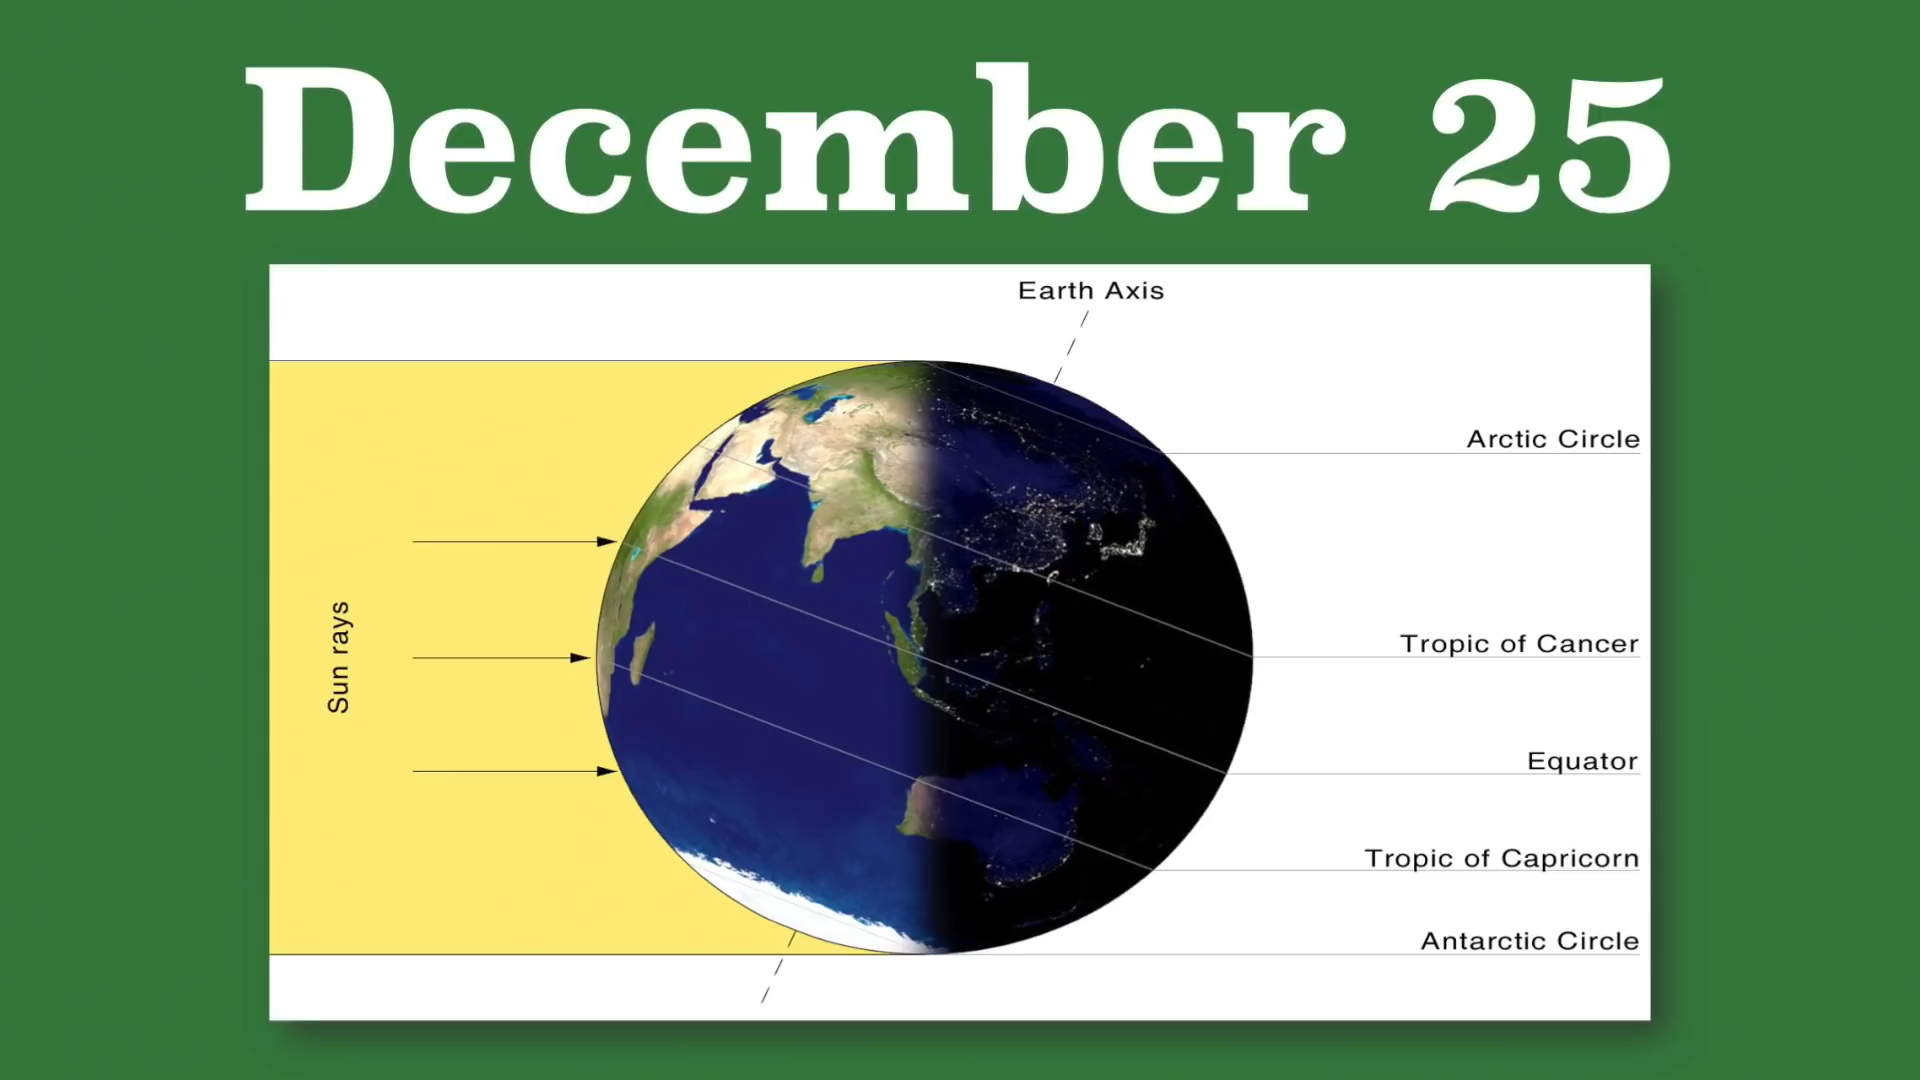 December 25
Earth Axis
Arctic Circle
Sun rays
Tropic of Cancer
Equator
Tropic of Capricorn
Antarctic Circle